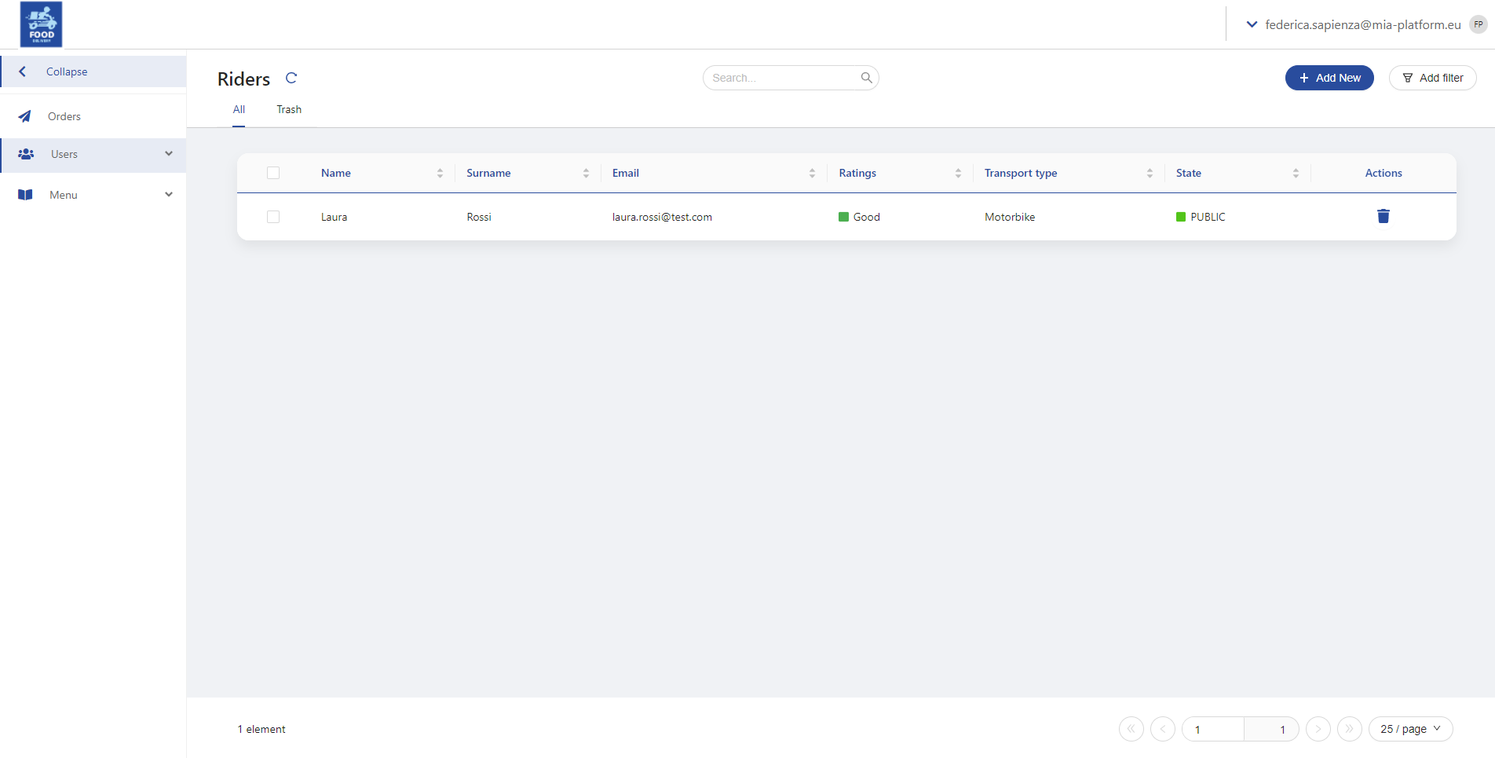 FOOD
DELIVERY
federica.sapienza@mia-platform.eu FP
Collapse
Orders
Users
Menu
Riders
Search...
Add New
Add filter
All Trash
Name Surname Email Ratings Transport type State Actions
Laura Rossi laura.rossi@test.com Good Motorbike PUBLIC
1 element
1 1 25 / page